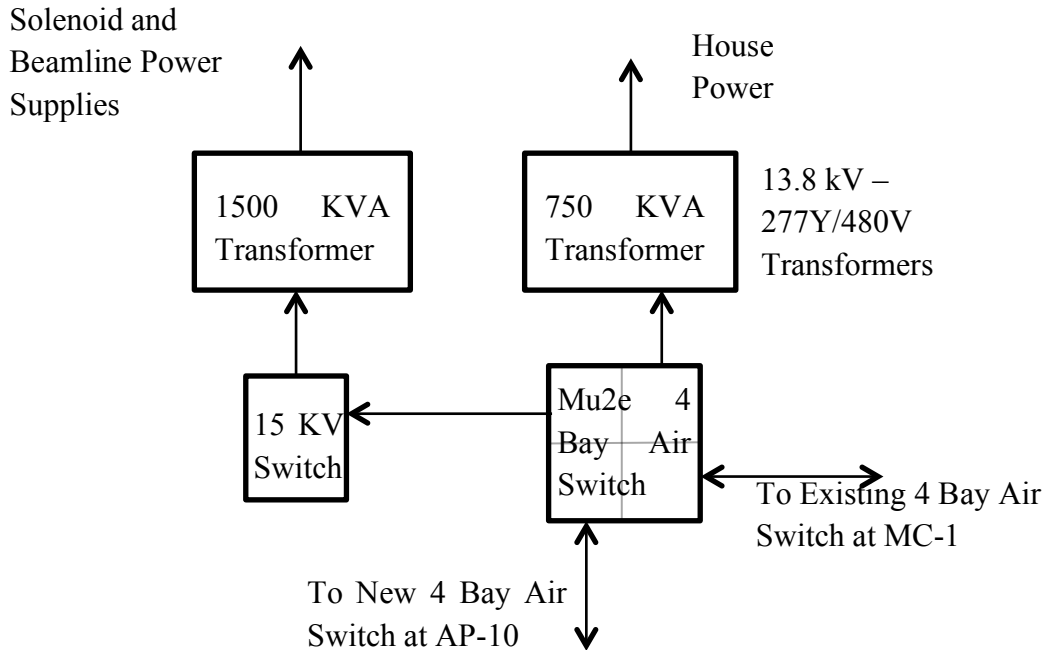 Solenoid and
Beamline Power
Supplies
House
Power
1500 KVA
Transformer
750 KVA
Transformer
13.8 kV –
277Y/480V
Transformers
15 KV
Switch
Mu2e 4
Bay Air
Switch
To Existing 4 Bay Air
Switch at MC-1
To New 4 Bay Air
Switch at AP-10